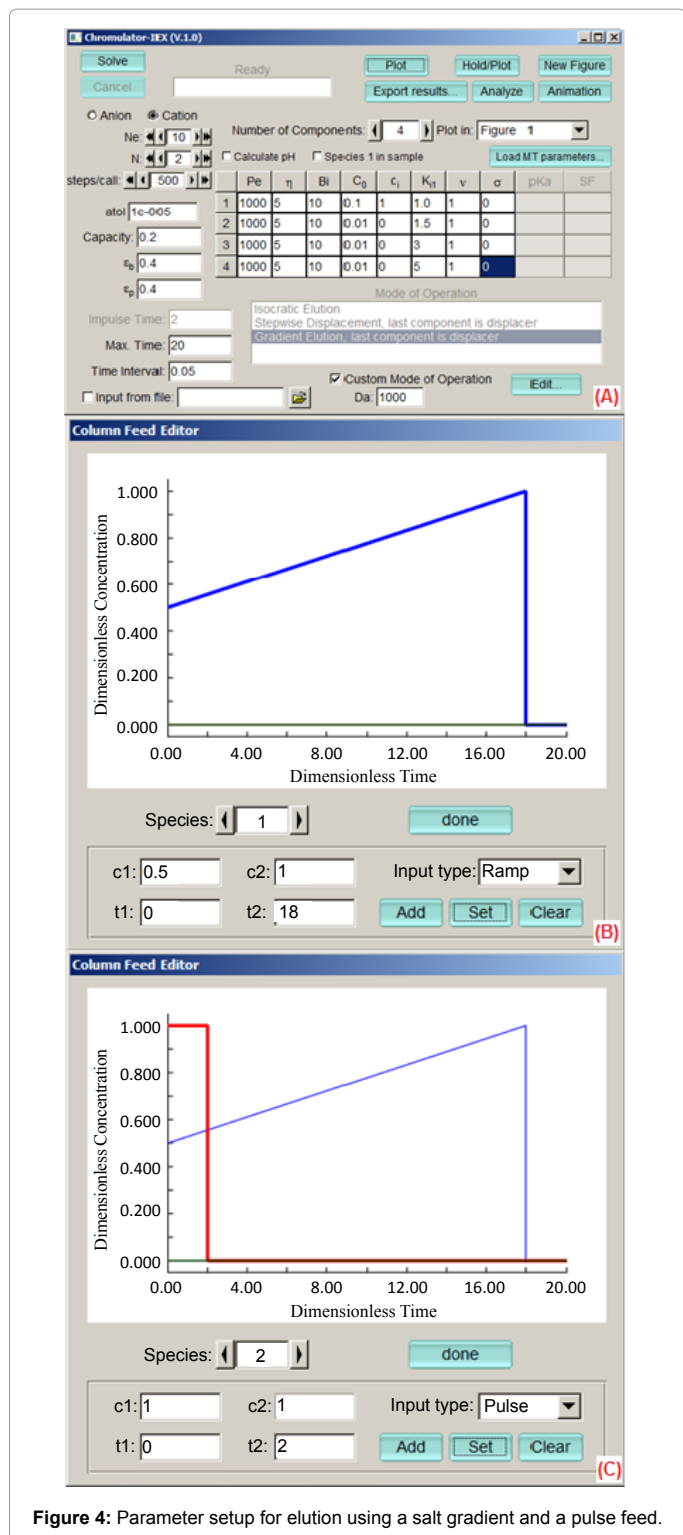 Chromulator-IEX (V.1.0)
Solve
Ready
Plot
Hold/Plot
New Figure
Cancel
Export results...
Analyze
Animation
Anion
Cation
Ne: 10
Number of Components: 4
Plot in: Figure 1
N: 2
Calculate pH
Species 1 in sample
Load MT parameters...
steps/call: 500
Pe η Bi C₀ cᵢ Kᵢ₁ ν σ pKa SF
1 1000 5 10 0.1 1 1.0 1 0
2 1000 5 10 0.01 0 1.5 1 0
3 1000 5 10 0.01 0 3 1 0
4 1000 5 10 0.01 0 5 1 0
atol 1e-005
Capacity: 0.2
ε_b 0.4
ε_p 0.4
Mode of Operation
Isocratic Elution
Stepwise Displacement, last component is displacer
Gradient Elution, last component is displacer
Impulse Time: 2
Max. Time: 20
Time Interval: 0.05
Custom Mode of Operation
Edit...
Input from file:
Da: 1000
(A)
Column Feed Editor
Dimensionless Concentration
1.000
0.800
0.600
0.400
0.200
0.000
0.00 4.00 8.00 12.00 16.00 20.00
Dimensionless Time
Species: 1
done
c1: 0.5
c2: 1
Input type: Ramp
t1: 0
t2: 18
Add
Set
Clear
(B)
Column Feed Editor
Dimensionless Concentration
1.000
0.800
0.600
0.400
0.200
0.000
0.00 4.00 8.00 12.00 16.00 20.00
Dimensionless Time
Species: 2
done
c1: 1
c2: 1
Input type: Pulse
t1: 0
t2: 2
Add
Set
Clear
(C)
Figure 4: Parameter setup for elution using a salt gradient and a pulse feed.